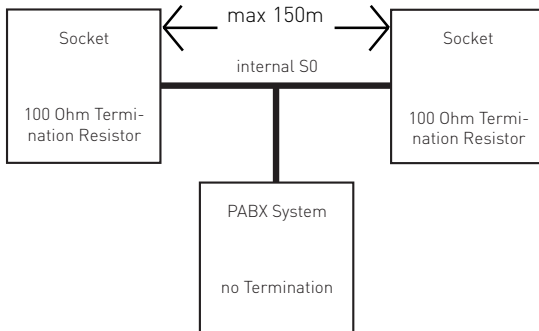 max 150m
Socket
Socket
internal S0
100 Ohm Termi-
nation Resistor
100 Ohm Termi-
nation Resistor
PABX System
no Termination